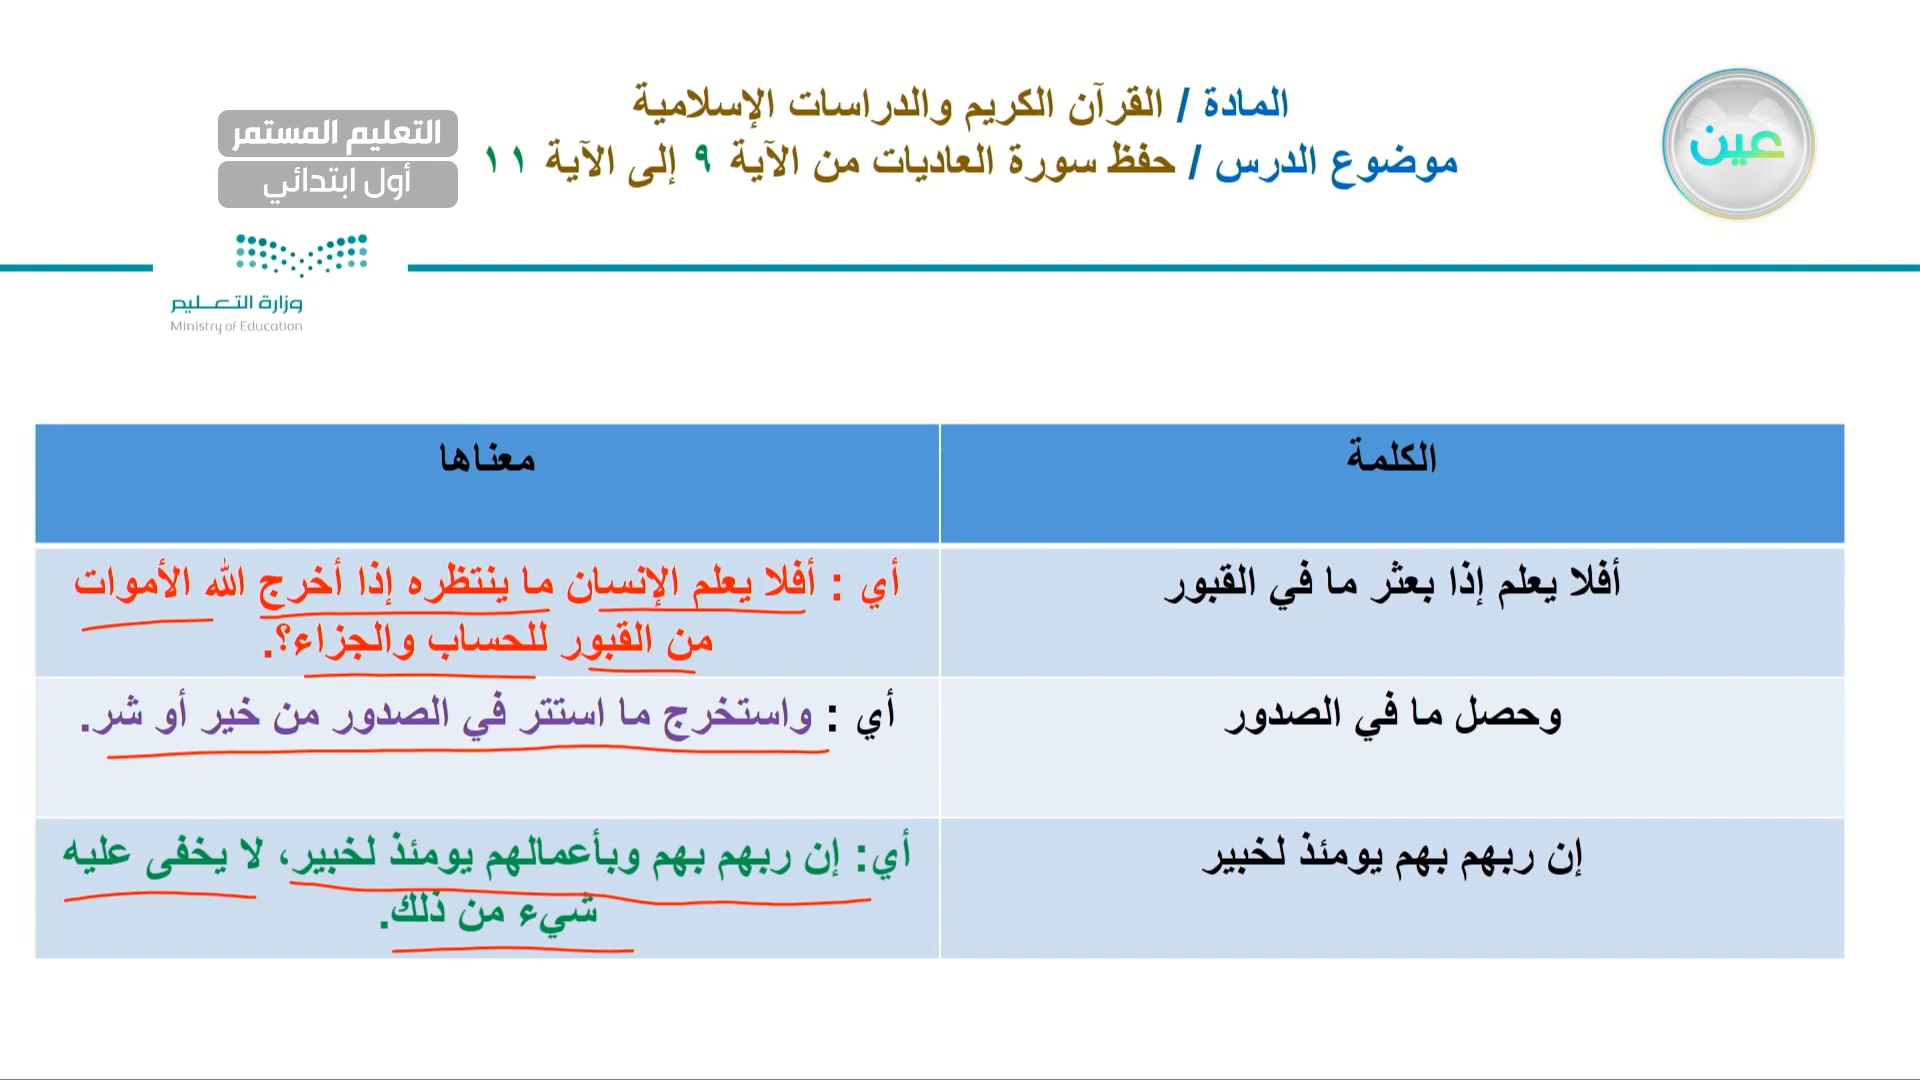 المادة / القرآن الكريم والدراسات الإسلامية
موضوع الدرس / حفظ سورة العاديات من الآية ٩ إلى الآية ١١
عين
التعليم المستمر
أول ابتدائي
وزارة التعليم
Ministry of Education
الكلمة
معناها
أفلا يعلم إذا بعثر ما في القبور
أي : أفلا يعلم الإنسان ما ينتظره إذا أخرج الله الأموات
من القبور للحساب والجزاء؟.
وحصل ما في الصدور
أي : واستخرج ما استتر في الصدور من خير أو شر.
إن ربهم بهم يومئذ لخبير
أي: إن ربهم بهم وبأعمالهم يومئذ لخبير، لا يخفى عليه
شيء من ذلك.